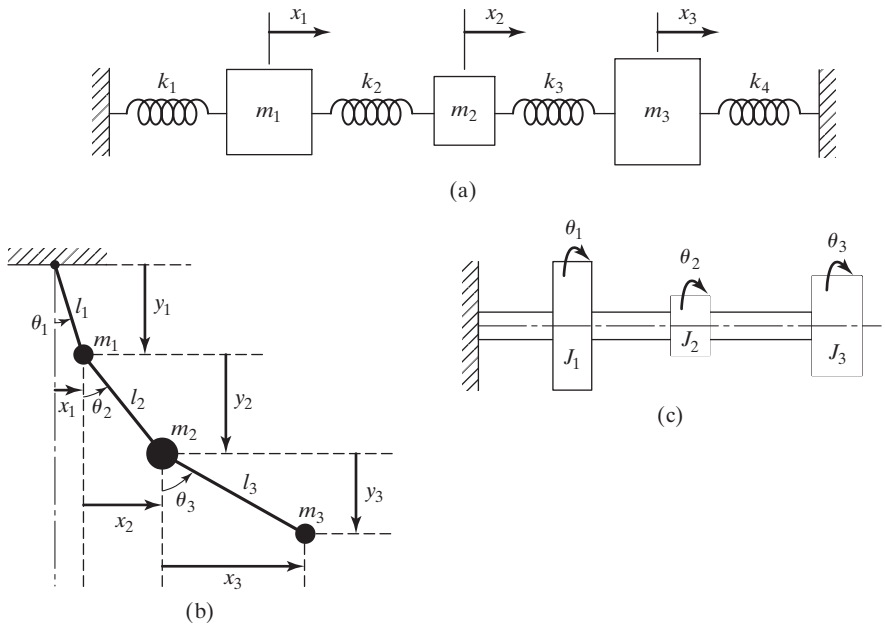 x₁ x₂ x₃
k₁ k₂ k₃ k₄
m₁ m₂ m₃
(a)
l₁ y₁
θ₁
m₁
x₁ θ₂ l₂ y₂
m₂
θ₃ l₃ y₃
x₂ m₃
x₃
(b)
θ₁ θ₂ θ₃
J₁ J₂ J₃
(c)